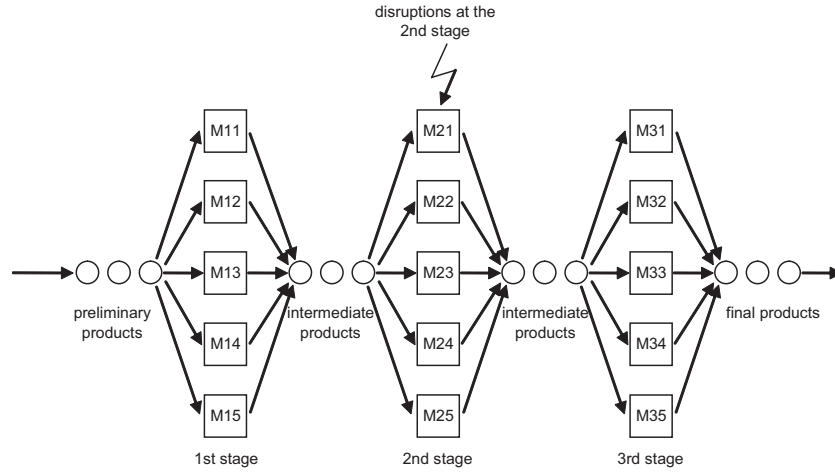 disruptions at the
2nd stage
M11
M21
M31
M12
M22
M32
M13
M23
M33
preliminary
products
intermediate
products
intermediate
products
final products
M14
M24
M34
M15
M25
M35
1st stage
2nd stage
3rd stage